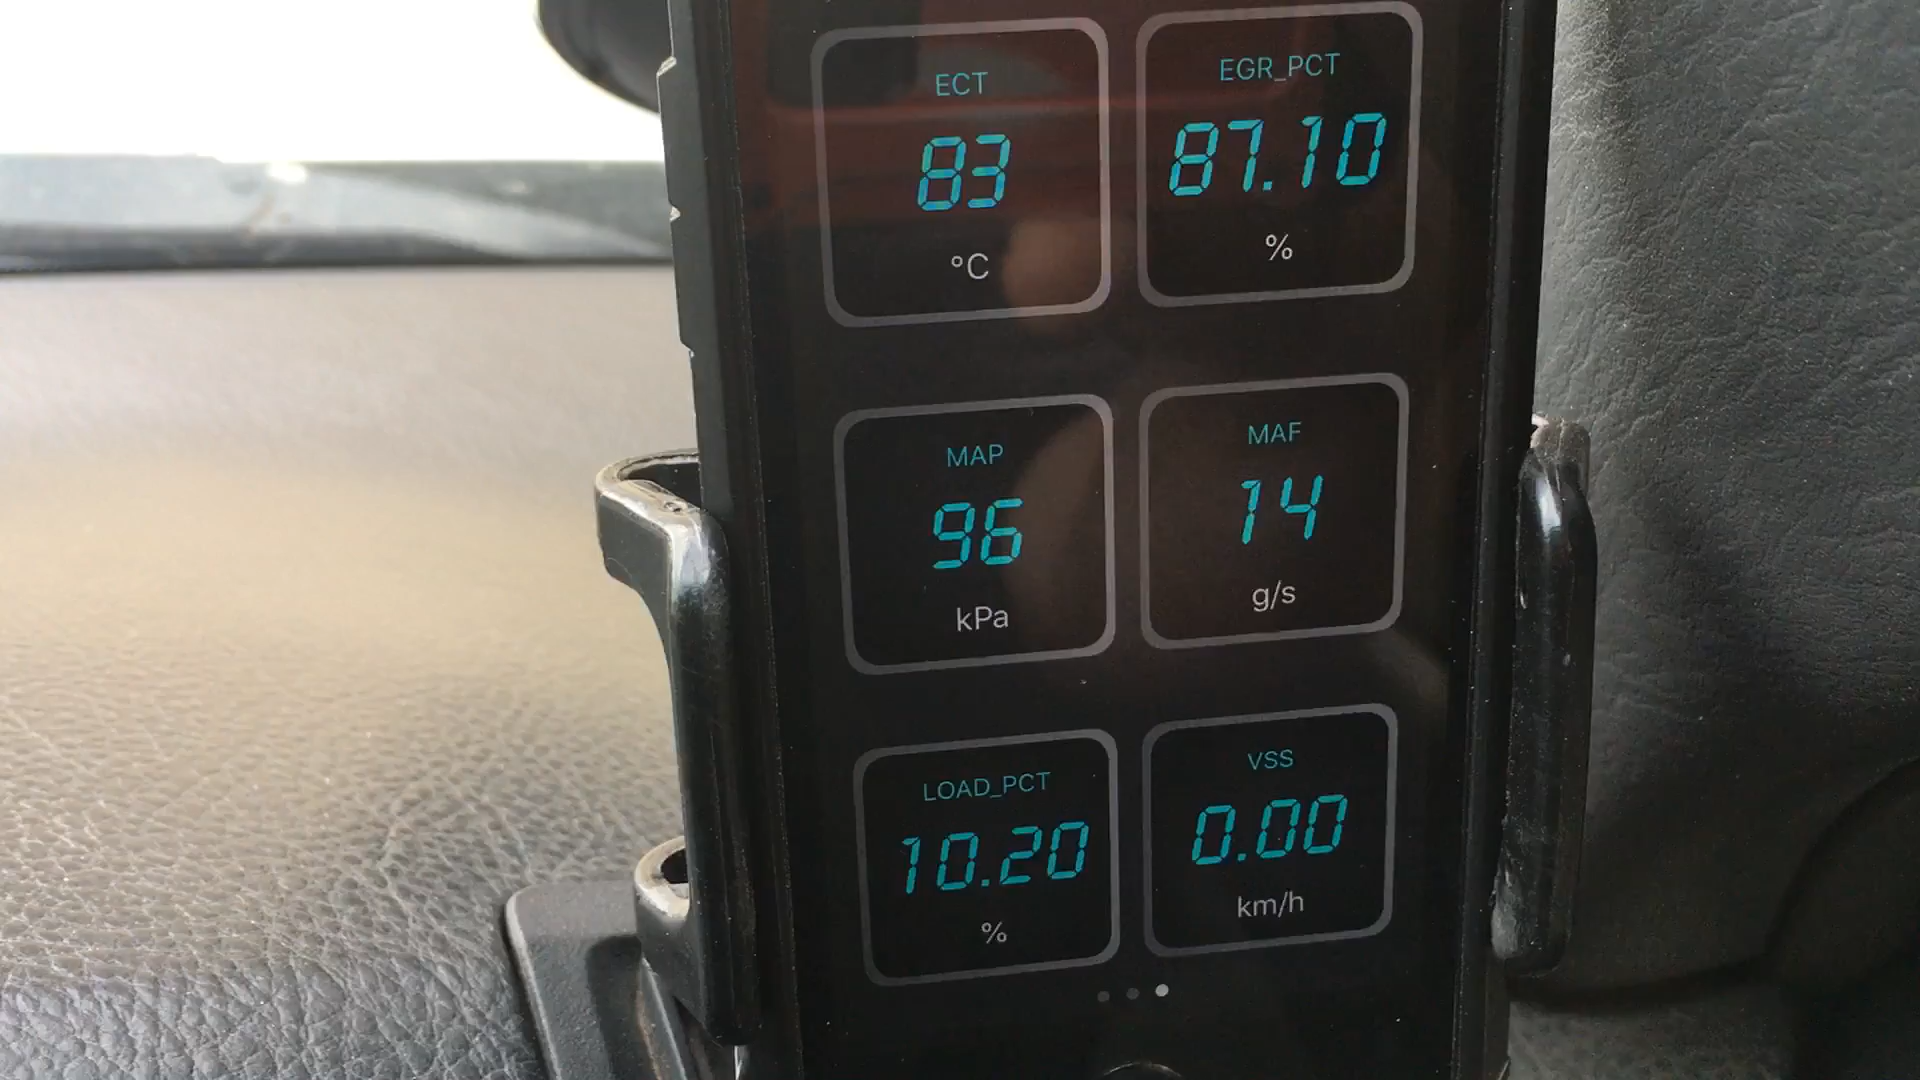 ECT
83
°C
EGR_PCT
87.10
%
MAP
96
kPa
MAF
14
g/s
LOAD_PCT
10.20
%
VSS
0.00
km/h